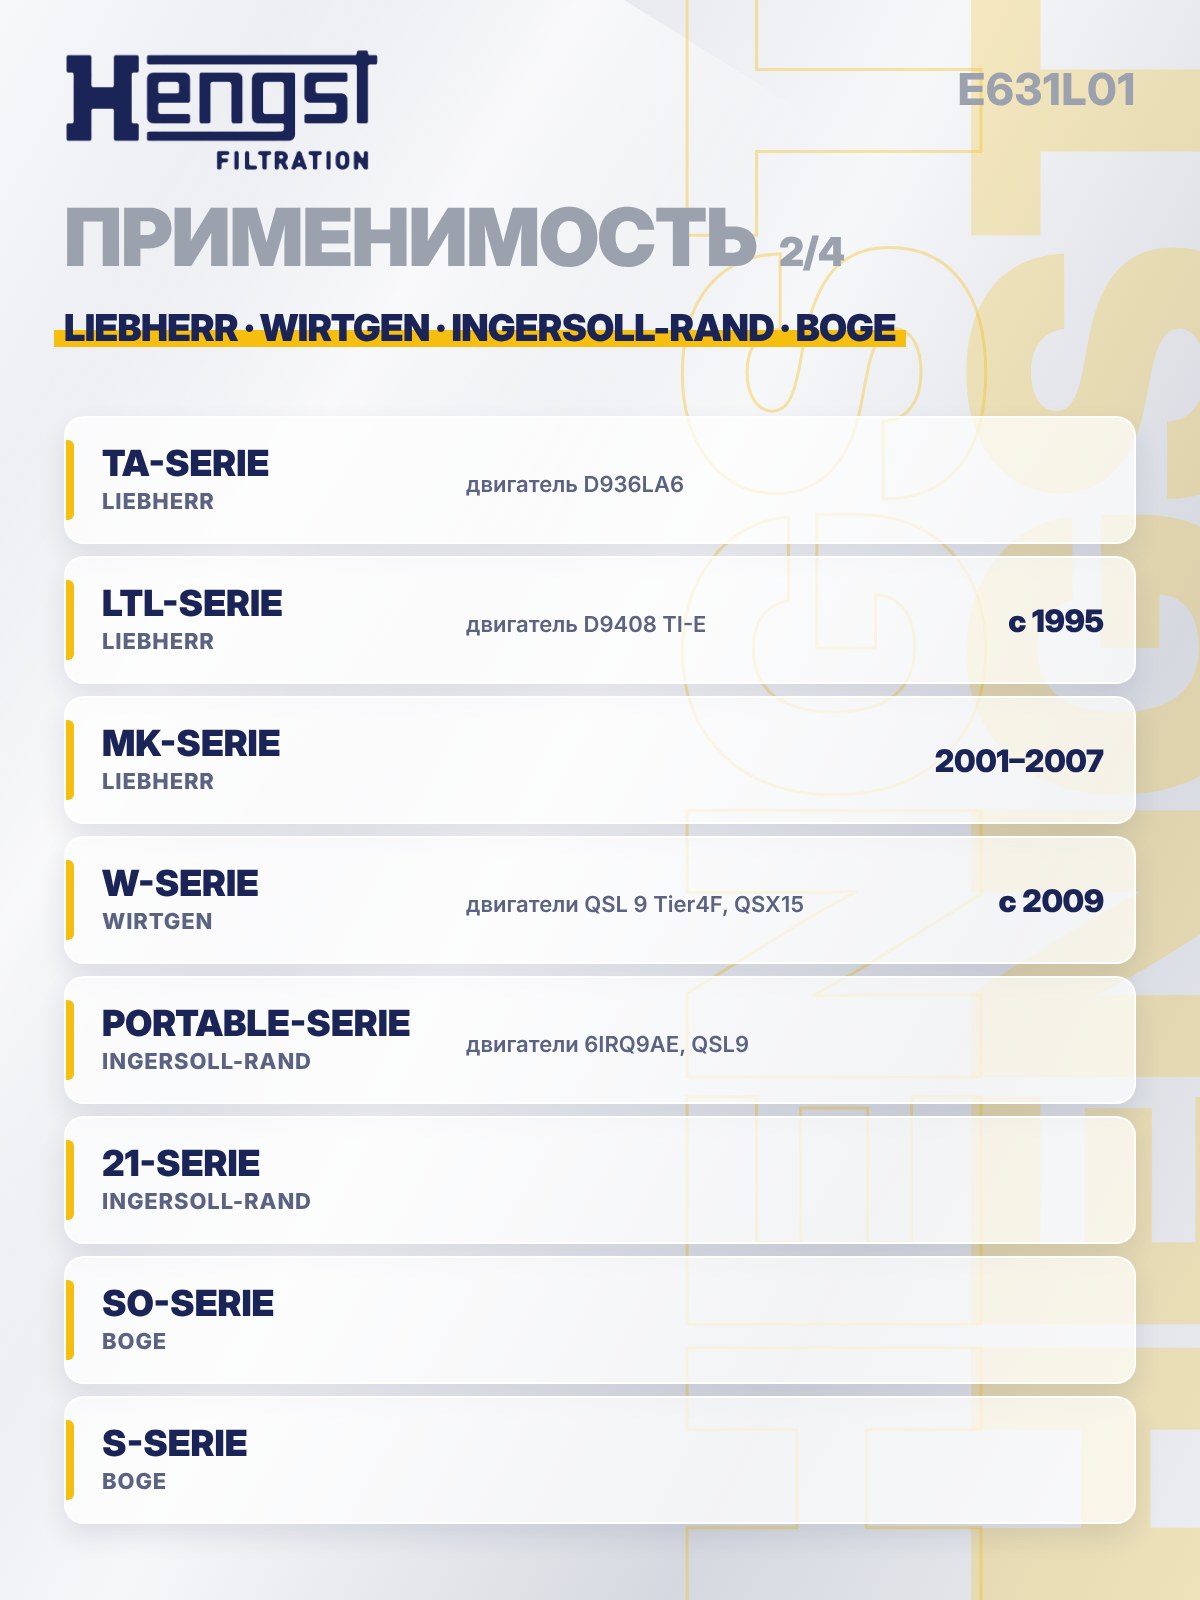 Hengst
FILTRATION
E631L01
ПРИМЕНИМОСТЬ 2/4
LIEBHERR · WIRTGEN · INGERSOLL-RAND · BOGE
TA-SERIE
LIEBHERR
двигатель D936LA6
LTL-SERIE
LIEBHERR
двигатель D9408 TI-E
с 1995
MK-SERIE
LIEBHERR
2001–2007
W-SERIE
WIRTGEN
двигатели QSL 9 Tier4F, QSX15
с 2009
PORTABLE-SERIE
INGERSOLL-RAND
двигатели 6IRQ9AE, QSL9
21-SERIE
INGERSOLL-RAND
SO-SERIE
BOGE
S-SERIE
BOGE
HENGST
HENGST